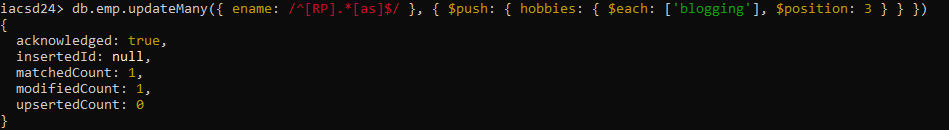 iacsd24> db.emp.updateMany({ ename: /^[RP].*[as]$/ }, { $push: { hobbies: { $each: ['blogging'], $position: 3 } } })
{
  acknowledged: true,
  insertedId: null,
  matchedCount: 1,
  modifiedCount: 1,
  upsertedCount: 0
}